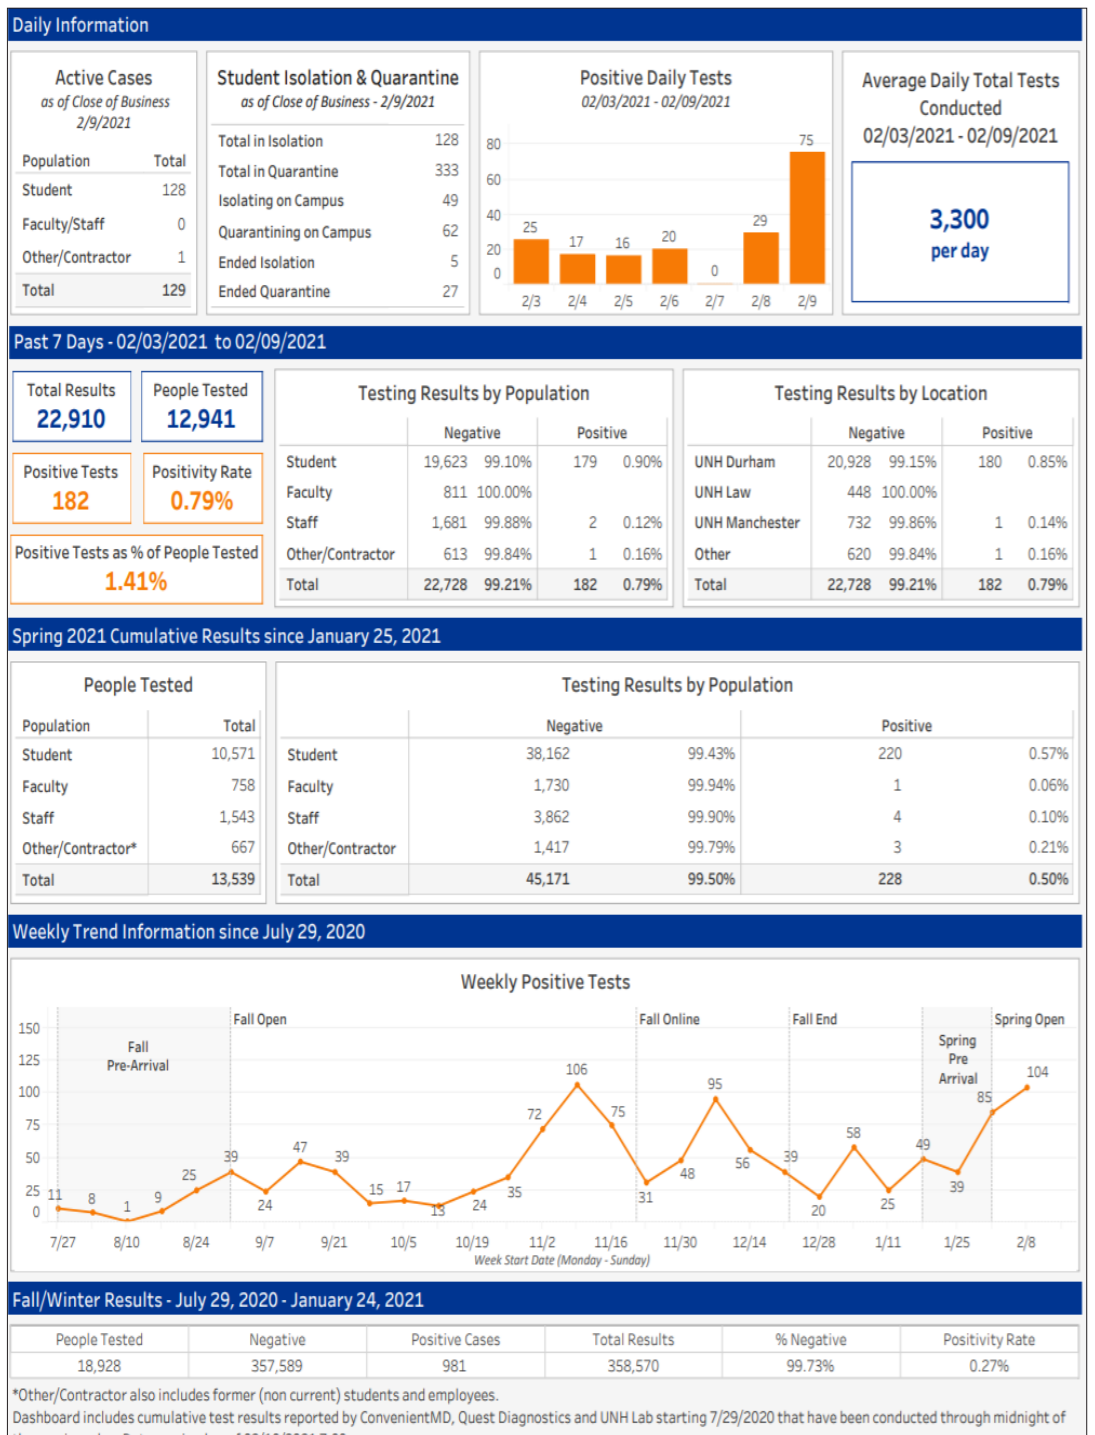 Daily Information
Active Cases
as of Close of Business
2/9/2021
Population Total
Student 128
Faculty/Staff 0
Other/Contractor 1
Total 129
Student Isolation & Quarantine
as of Close of Business - 2/9/2021
Total in Isolation 128
Total in Quarantine 333
Isolating on Campus 49
Quarantining on Campus 62
Ended Isolation 5
Ended Quarantine 27
Positive Daily Tests
02/03/2021 - 02/09/2021
80
60
40
20
0
25 17 16 20 0 29 75
2/3 2/4 2/5 2/6 2/7 2/8 2/9
Average Daily Total Tests
Conducted
02/03/2021 - 02/09/2021
3,300
per day
Past 7 Days - 02/03/2021 to 02/09/2021
Total Results
22,910
People Tested
12,941
Positive Tests
182
Positivity Rate
0.79%
Positive Tests as % of People Tested
1.41%
Testing Results by Population
Negative Positive
Student 19,623 99.10% 179 0.90%
Faculty 811 100.00%
Staff 1,681 99.88% 2 0.12%
Other/Contractor 613 99.84% 1 0.16%
Total 22,728 99.21% 182 0.79%
Testing Results by Location
Negative Positive
UNH Durham 20,928 99.15% 180 0.85%
UNH Law 448 100.00%
UNH Manchester 732 99.86% 1 0.14%
Other 620 99.84% 1 0.16%
Total 22,728 99.21% 182 0.79%
Spring 2021 Cumulative Results since January 25, 2021
People Tested
Population Total
Student 10,571
Faculty 758
Staff 1,543
Other/Contractor* 667
Total 13,539
Testing Results by Population
Negative Positive
Student 38,162 99.43% 220 0.57%
Faculty 1,730 99.94% 1 0.06%
Staff 3,862 99.90% 4 0.10%
Other/Contractor 1,417 99.79% 3 0.21%
Total 45,171 99.50% 228 0.50%
Weekly Trend Information since July 29, 2020
Weekly Positive Tests
Fall
Pre-Arrival
Fall Open
Fall Online
Fall End
Spring
Pre
Arrival
Spring Open
150
125
100
75
50
25
0
11 8 1 9 25 39 24 47 39 15 17 13 24 35 72 106 75 31 48 95 56 39 20 58 25 49 39 85 104
7/27 8/10 8/24 9/7 9/21 10/5 10/19 11/2 11/16 11/30 12/14 12/28 1/11 1/25 2/8
Week Start Date (Monday - Sunday)
Fall/Winter Results - July 29, 2020 - January 24, 2021
People Tested Negative Positive Cases Total Results % Negative Positivity Rate
18,928 357,589 981 358,570 99.73% 0.27%
*Other/Contractor also includes former (non current) students and employees.
Dashboard includes cumulative test results reported by ConvenientMD, Quest Diagnostics and UNH Lab starting 7/29/2020 that have been conducted through midnight of